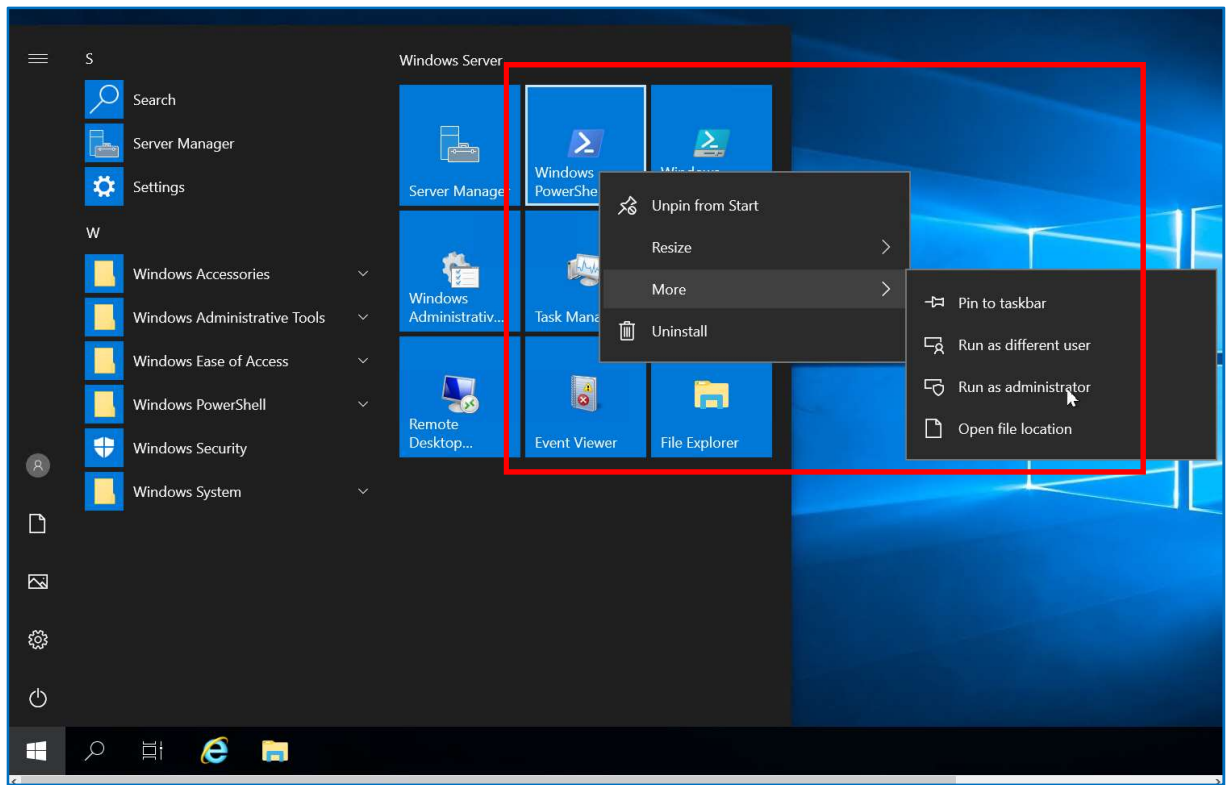 S
Search
Server Manager
Settings
W
Windows Accessories
Windows Administrative Tools
Windows Ease of Access
Windows PowerShell
Windows Security
Windows System
Windows Server
Server Manager
Windows
PowerShe
Windows
Windows
Administrativ...
Task Mana
Remote
Desktop...
Event Viewer
File Explorer
Unpin from Start
Resize
More
Uninstall
Pin to taskbar
Run as different user
Run as administrator
Open file location